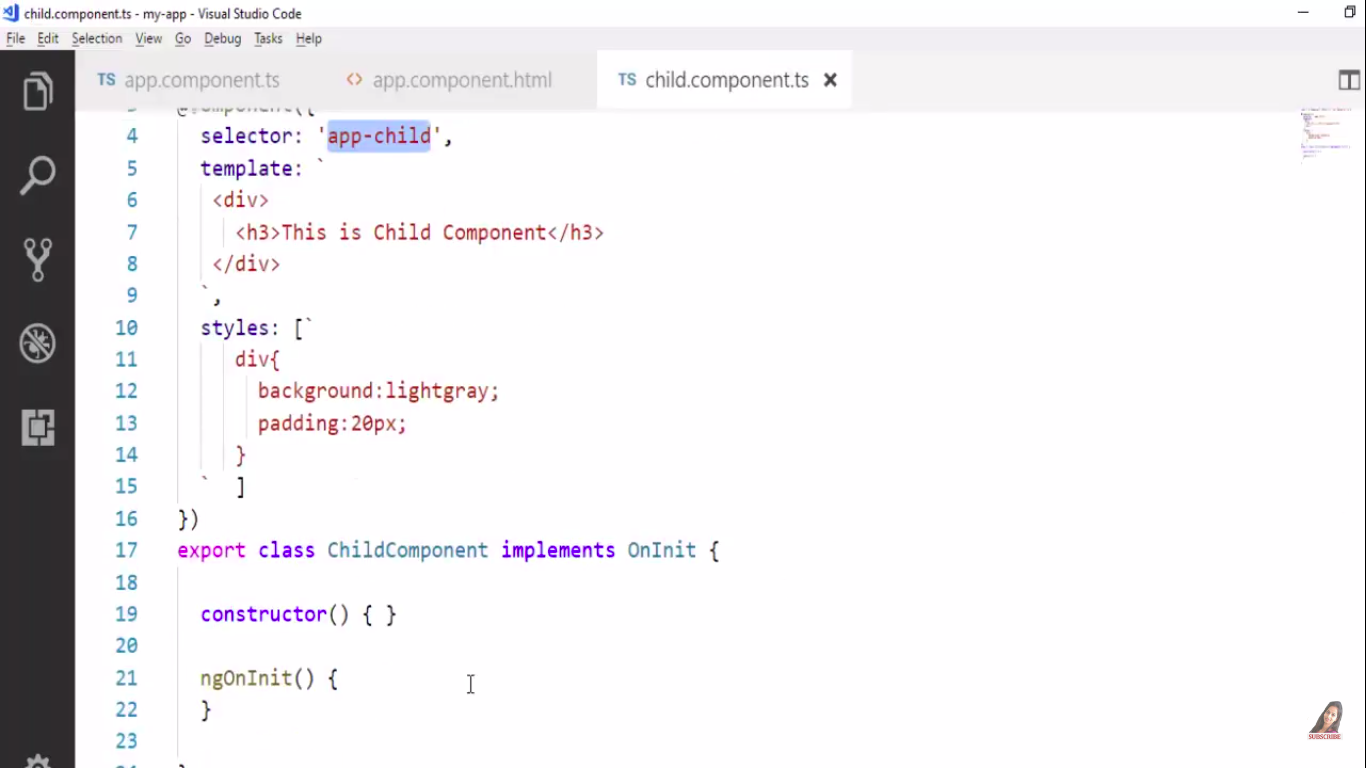 child.component.ts - my-app - Visual Studio Code
File Edit Selection View Go Debug Tasks Help
TS app.component.ts <> app.component.html TS child.component.ts
4 selector: 'app-child',
5 template: `
6 <div>
7 <h3>This is Child Component</h3>
8 </div>
9 `,
10 styles: [`
11 div{
12 background:lightgray;
13 padding:20px;
14 }
15 ` ]
16 })
17 export class ChildComponent implements OnInit {
18
19 constructor() { }
20
21 ngOnInit() {
22 }
23
SUBSCRIBE